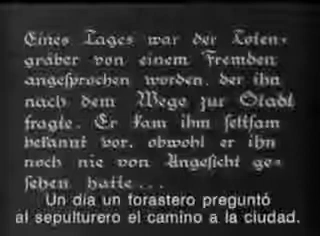 Eines Tages war der Toten-
gräber von einem Fremden
angesprochen worden, der ihn
nach dem Wege zur Stadt
fragte. Er kam ihm seltsam
bekannt vor, obwohl er ihn
noch nie von Angesicht ge-
sehen hatte...
Un día un forastero preguntó
al sepulturero el camino a la ciudad.